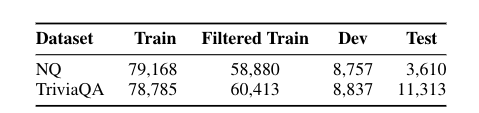 Dataset Train Filtered Train Dev Test
NQ 79,168 58,880 8,757 3,610
TriviaQA 78,785 60,413 8,837 11,313